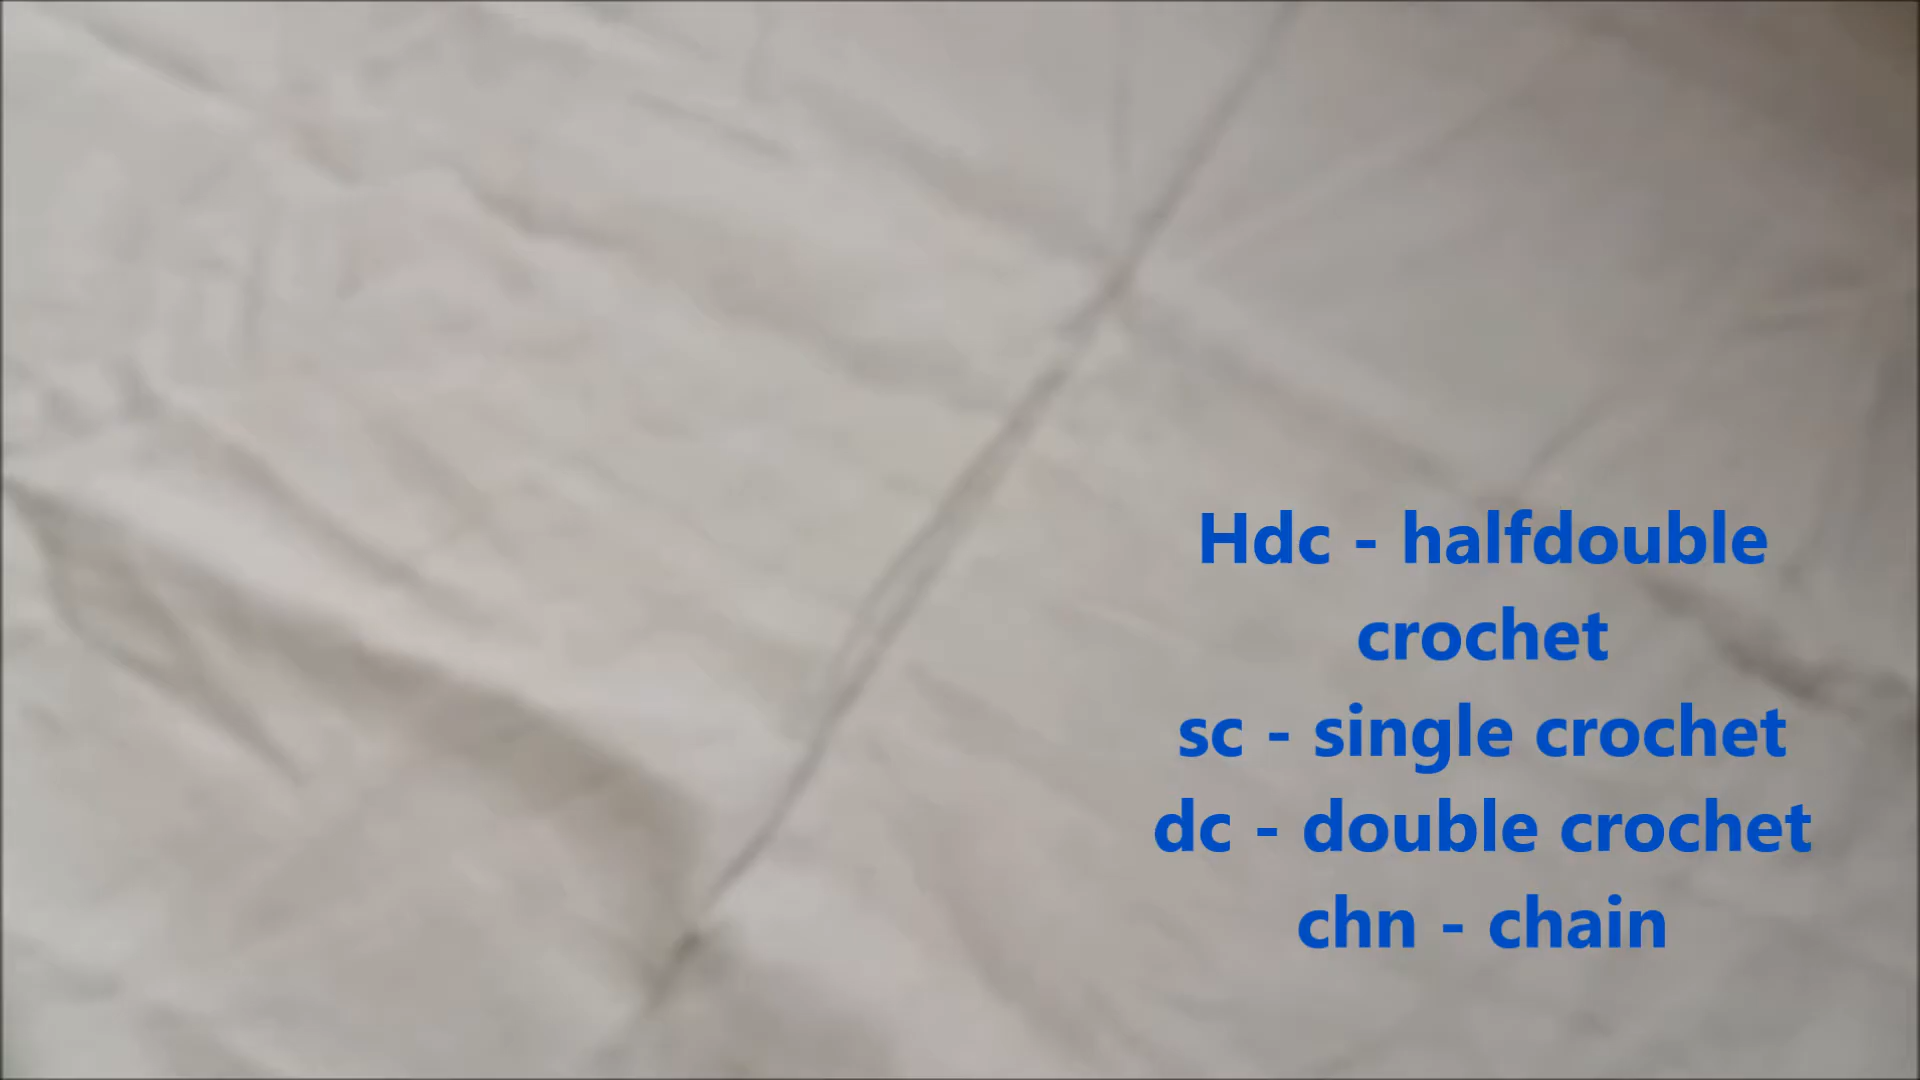 Hdc - halfdouble
crochet
sc - single crochet
dc - double crochet
chn - chain